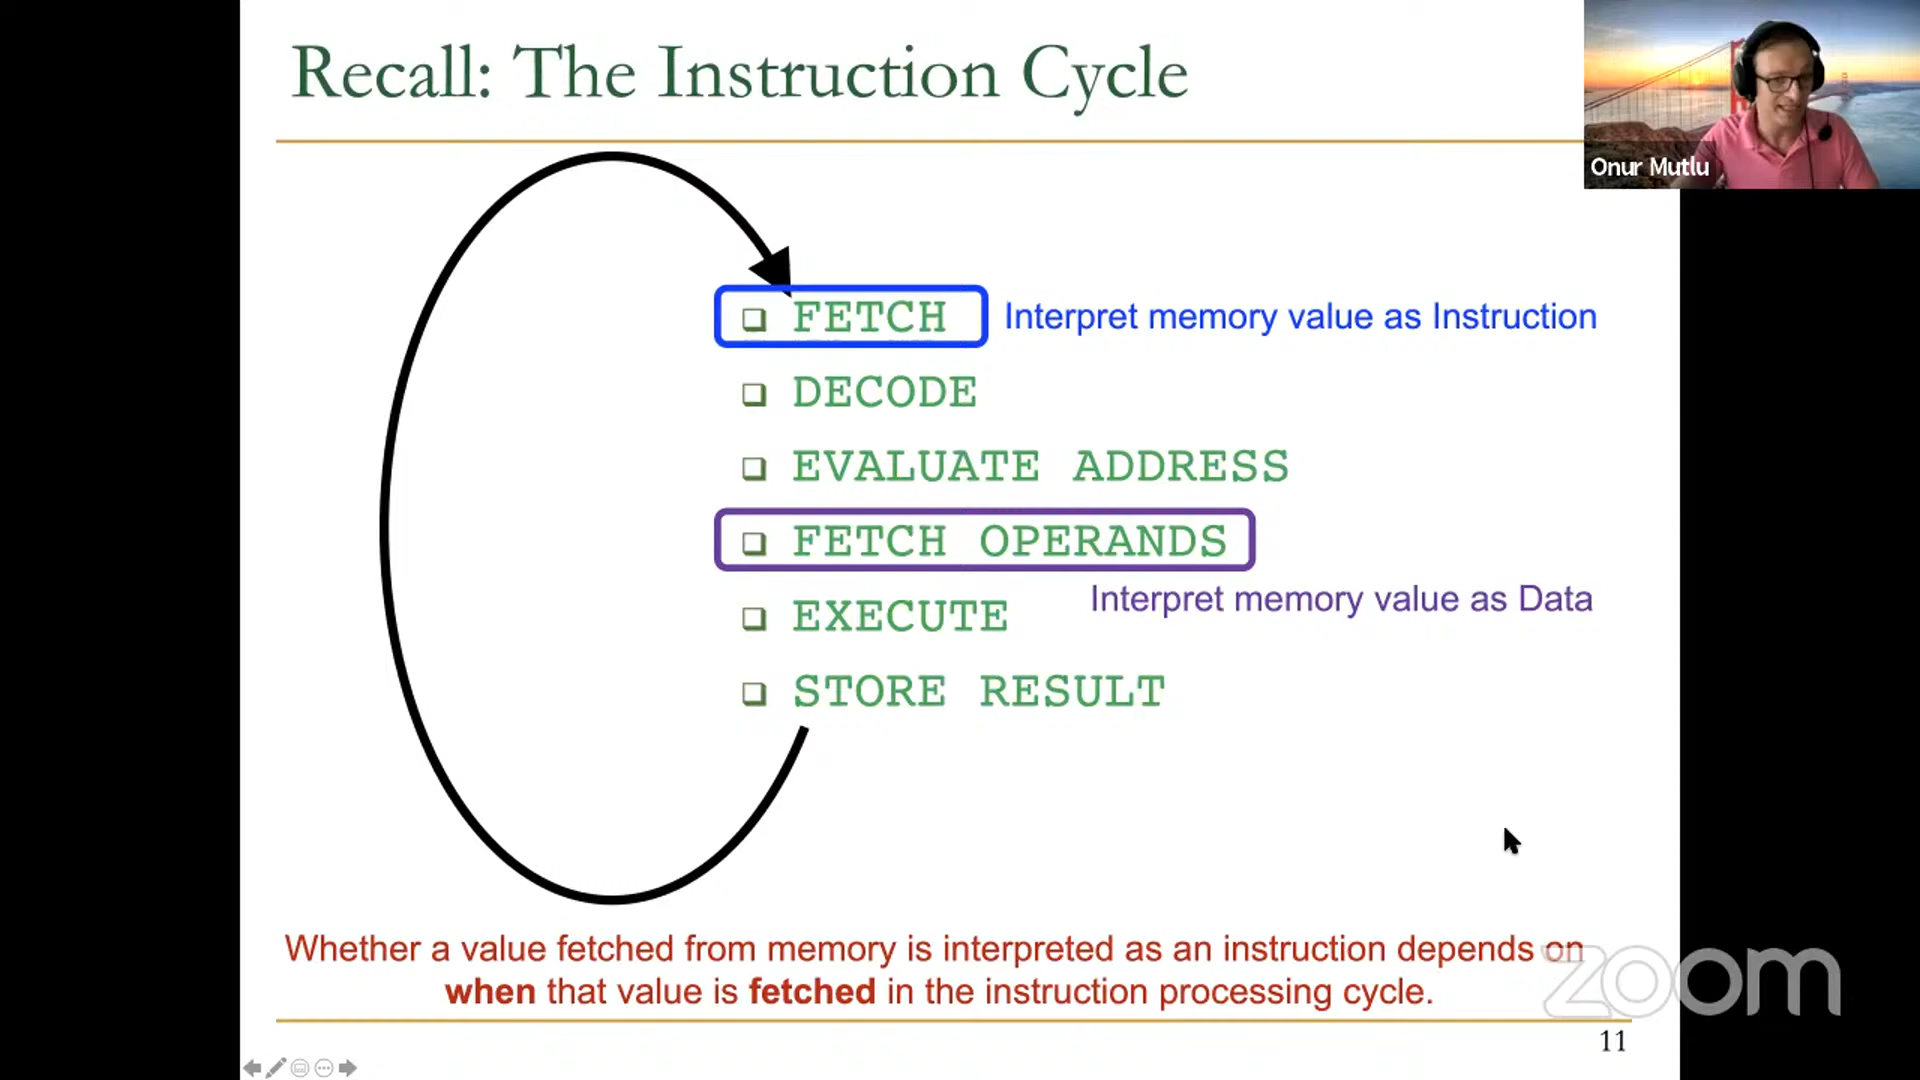 Recall: The Instruction Cycle
Onur Mutlu
FETCH
Interpret memory value as Instruction
DECODE
EVALUATE ADDRESS
FETCH OPERANDS
Interpret memory value as Data
EXECUTE
STORE RESULT
Whether a value fetched from memory is interpreted as an instruction depends on
when that value is fetched in the instruction processing cycle.
zoom
11